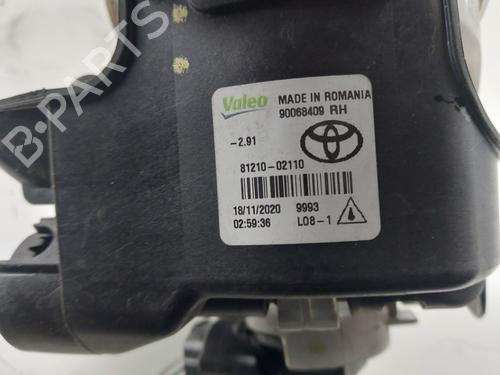 B-PARTS
Valeo MADE IN ROMANIA
90068409 RH
-2.91
81210-02110
18/11/2020 9993
02:59:36 L08-1